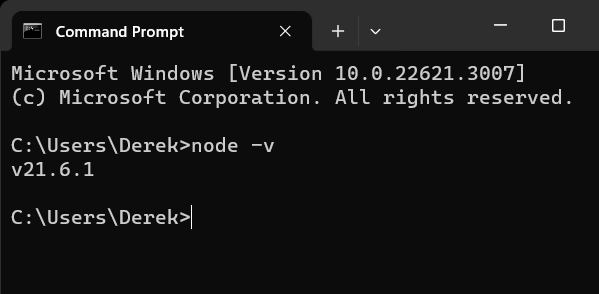 Command Prompt
Microsoft Windows [Version 10.0.22621.3007]
(c) Microsoft Corporation. All rights reserved.
C:\Users\Derek>node -v
v21.6.1
C:\Users\Derek>